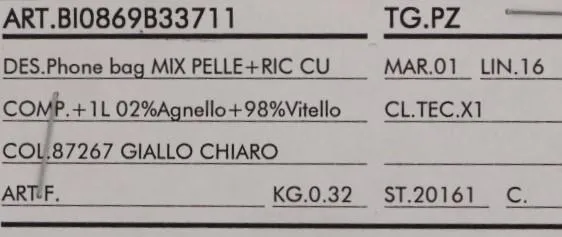 ART.BI0869B33711 TG.PZ
DES.Phone bag MIX PELLE+RIC CU MAR.01 LIN.16
COMP.+1L 02%Agnello+98%Vitello CL.TEC.X1
COL.87267 GIALLO CHIARO
ART.F. KG.0.32 ST.20161 C.